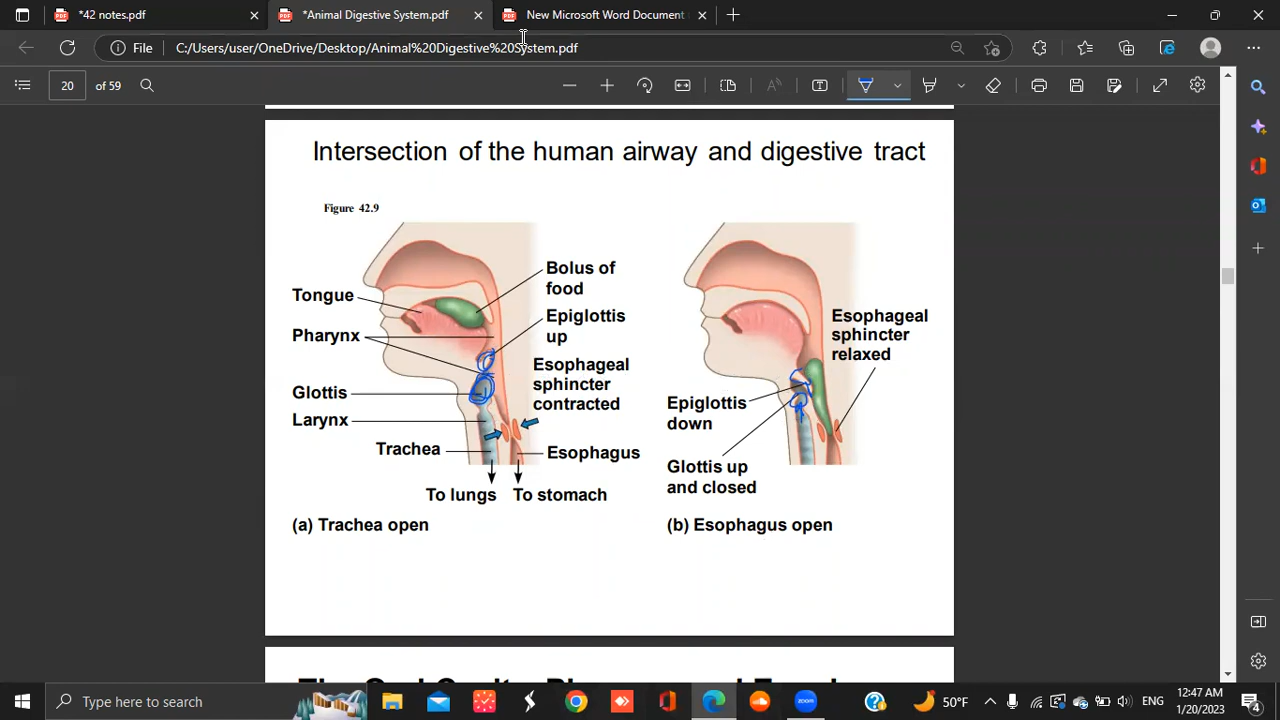 *42 notes.pdf
*Animal Digestive System.pdf
New Microsoft Word Document
File
C:/Users/user/OneDrive/Desktop/Animal%20Digestive%20System.pdf
20 of 59
Intersection of the human airway and digestive tract
Figure 42.9
Bolus of
food
Tongue
Epiglottis
up
Pharynx
Esophageal
sphincter
contracted
Glottis
Larynx
Trachea
Esophagus
To lungs
To stomach
(a) Trachea open
Esophageal
sphincter
relaxed
Epiglottis
down
Glottis up
and closed
(b) Esophagus open
Type here to search
50°F
ENG
12:47 AM
1/20/2023
4